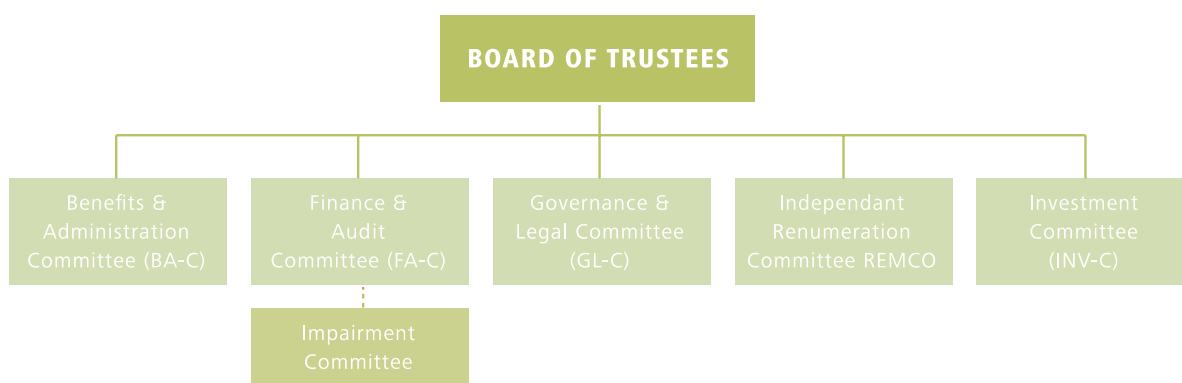 BOARD OF TRUSTEES
Benefits &
Administration
Committee (BA-C)
Finance &
Audit
Committee (FA-C)
Governance &
Legal Committee
(GL-C)
Independant
Renumeration
Committee REMCO
Investment
Committee
(INV-C)
Impairment
Committee